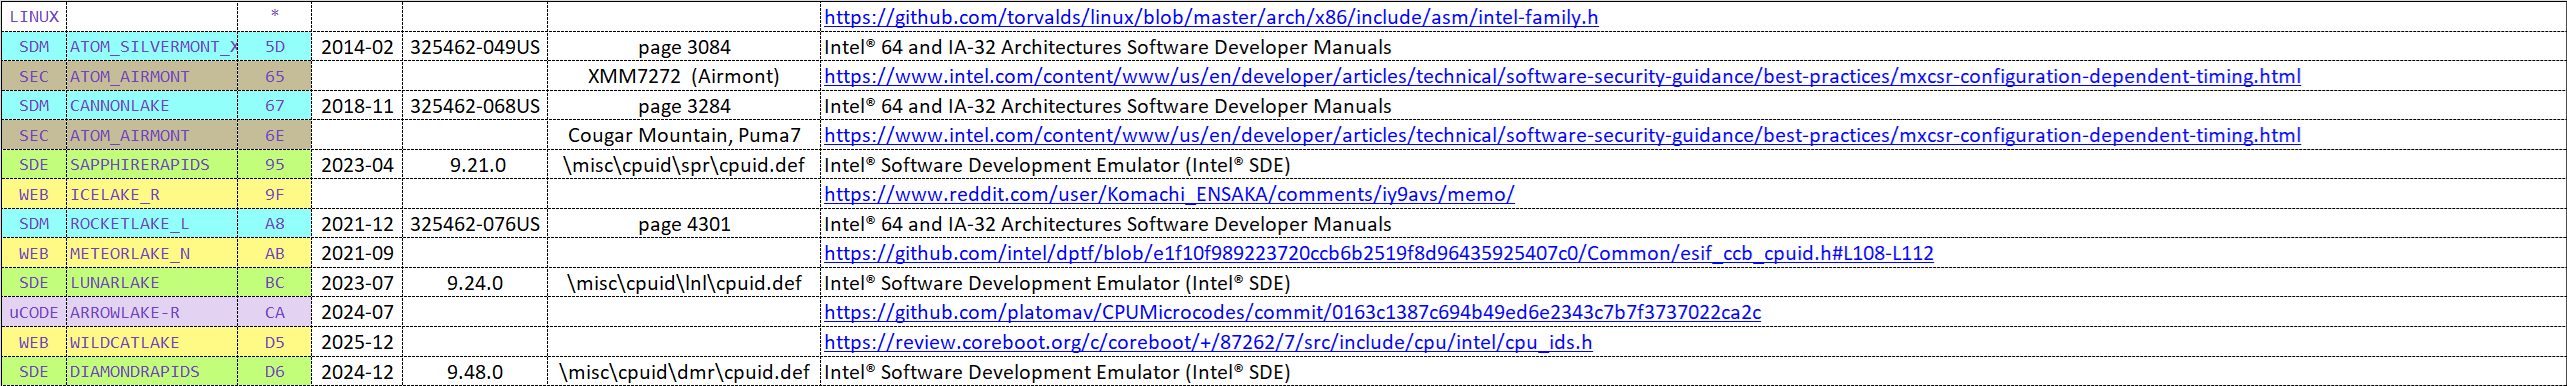 LINUX * https://github.com/torvalds/linux/blob/master/arch/x86/include/asm/intel-family.h
SDM ATOM_SILVERMONT_X 5D 2014-02 325462-049US page 3084 Intel® 64 and IA-32 Architectures Software Developer Manuals
SEC ATOM_AIRMONT 65 XMM7272 (Airmont) https://www.intel.com/content/www/us/en/developer/articles/technical/software-security-guidance/best-practices/mxcsr-configuration-dependent-timing.html
SDM CANNONLAKE 67 2018-11 325462-068US page 3284 Intel® 64 and IA-32 Architectures Software Developer Manuals
SEC ATOM_AIRMONT 6E Cougar Mountain, Puma7 https://www.intel.com/content/www/us/en/developer/articles/technical/software-security-guidance/best-practices/mxcsr-configuration-dependent-timing.html
SDE SAPPHIRERAPIDS 95 2023-04 9.21.0 \misc\cpuid\spr\cpuid.def Intel® Software Development Emulator (Intel® SDE)
WEB ICELAKE_R 9F https://www.reddit.com/user/Komachi_ENSAKA/comments/iy9avs/memo/
SDM ROCKETLAKE_L A8 2021-12 325462-076US page 4301 Intel® 64 and IA-32 Architectures Software Developer Manuals
WEB METEORLAKE_N AB 2021-09 https://github.com/intel/dptf/blob/e1f10f989223720ccb6b2519f8d96435925407c0/Common/esif_ccb_cpuid.h#L108-L112
SDE LUNARLAKE BC 2023-07 9.24.0 \misc\cpuid\lnl\cpuid.def Intel® Software Development Emulator (Intel® SDE)
uCODE ARROWLAKE-R CA 2024-07 https://github.com/platomav/CPUMicrocodes/commit/0163c1387c694b49ed6e2343c7b7f3737022ca2c
WEB WILDCATLAKE D5 2025-12 https://review.coreboot.org/c/coreboot/+/87262/7/src/include/cpu/intel/cpu_ids.h
SDE DIAMONDRAPIDS D6 2024-12 9.48.0 \misc\cpuid\dmr\cpuid.def Intel® Software Development Emulator (Intel® SDE)